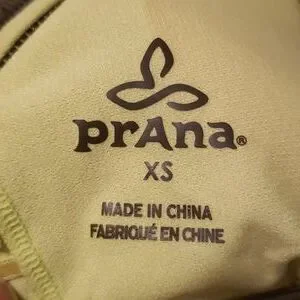 prAna®
XS
MADE IN CHINA
FABRIQUÉ EN CHINE